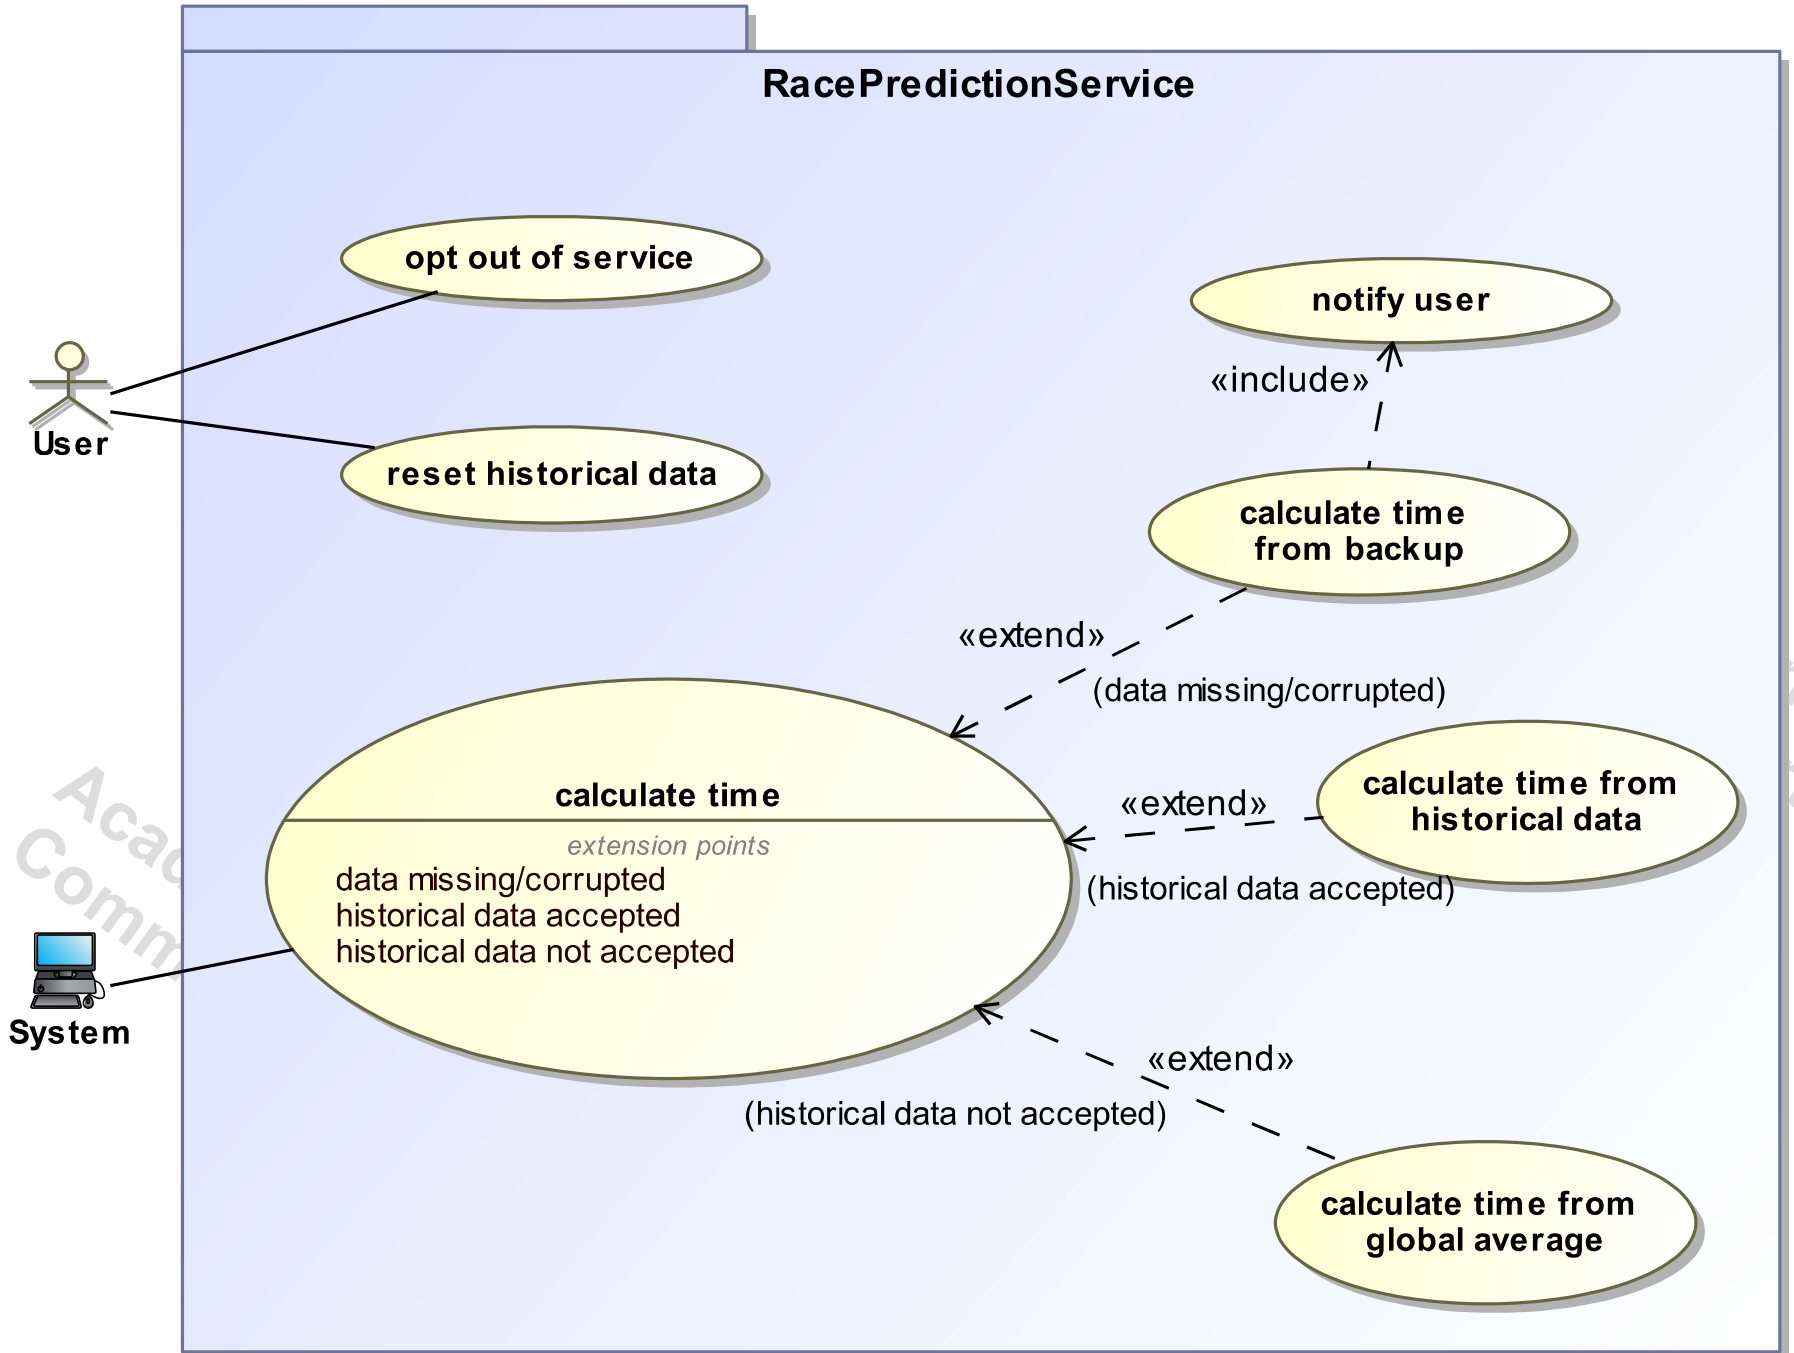 RacePredictionService
opt out of service
notify user
«include»
User
reset historical data
calculate time
from backup
«extend»
(data missing/corrupted)
calculate time
extension points
data missing/corrupted
historical data accepted
historical data not accepted
«extend»
calculate time from
historical data
(historical data accepted)
System
«extend»
(historical data not accepted)
calculate time from
global average